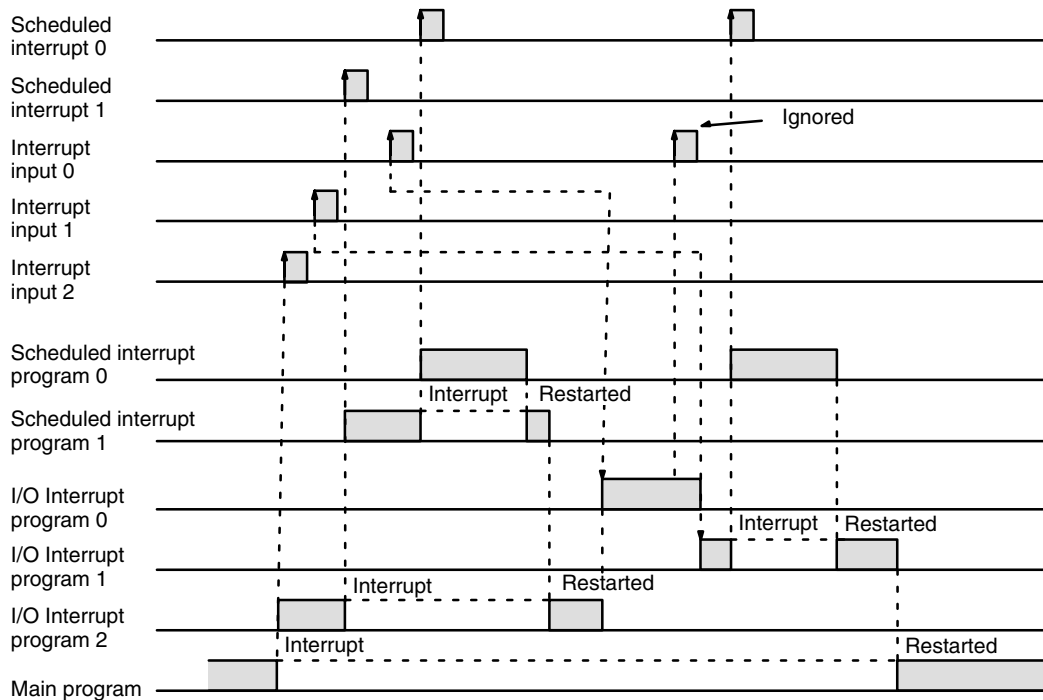 Scheduled
interrupt 0
Scheduled
interrupt 1
Ignored
Interrupt
input 0
Interrupt
input 1
Interrupt
input 2
Scheduled interrupt
program 0
Interrupt
Restarted
Scheduled interrupt
program 1
I/O Interrupt
program 0
Interrupt
Restarted
I/O Interrupt
program 1
Interrupt
Restarted
I/O Interrupt
program 2
Interrupt
Restarted
Main program